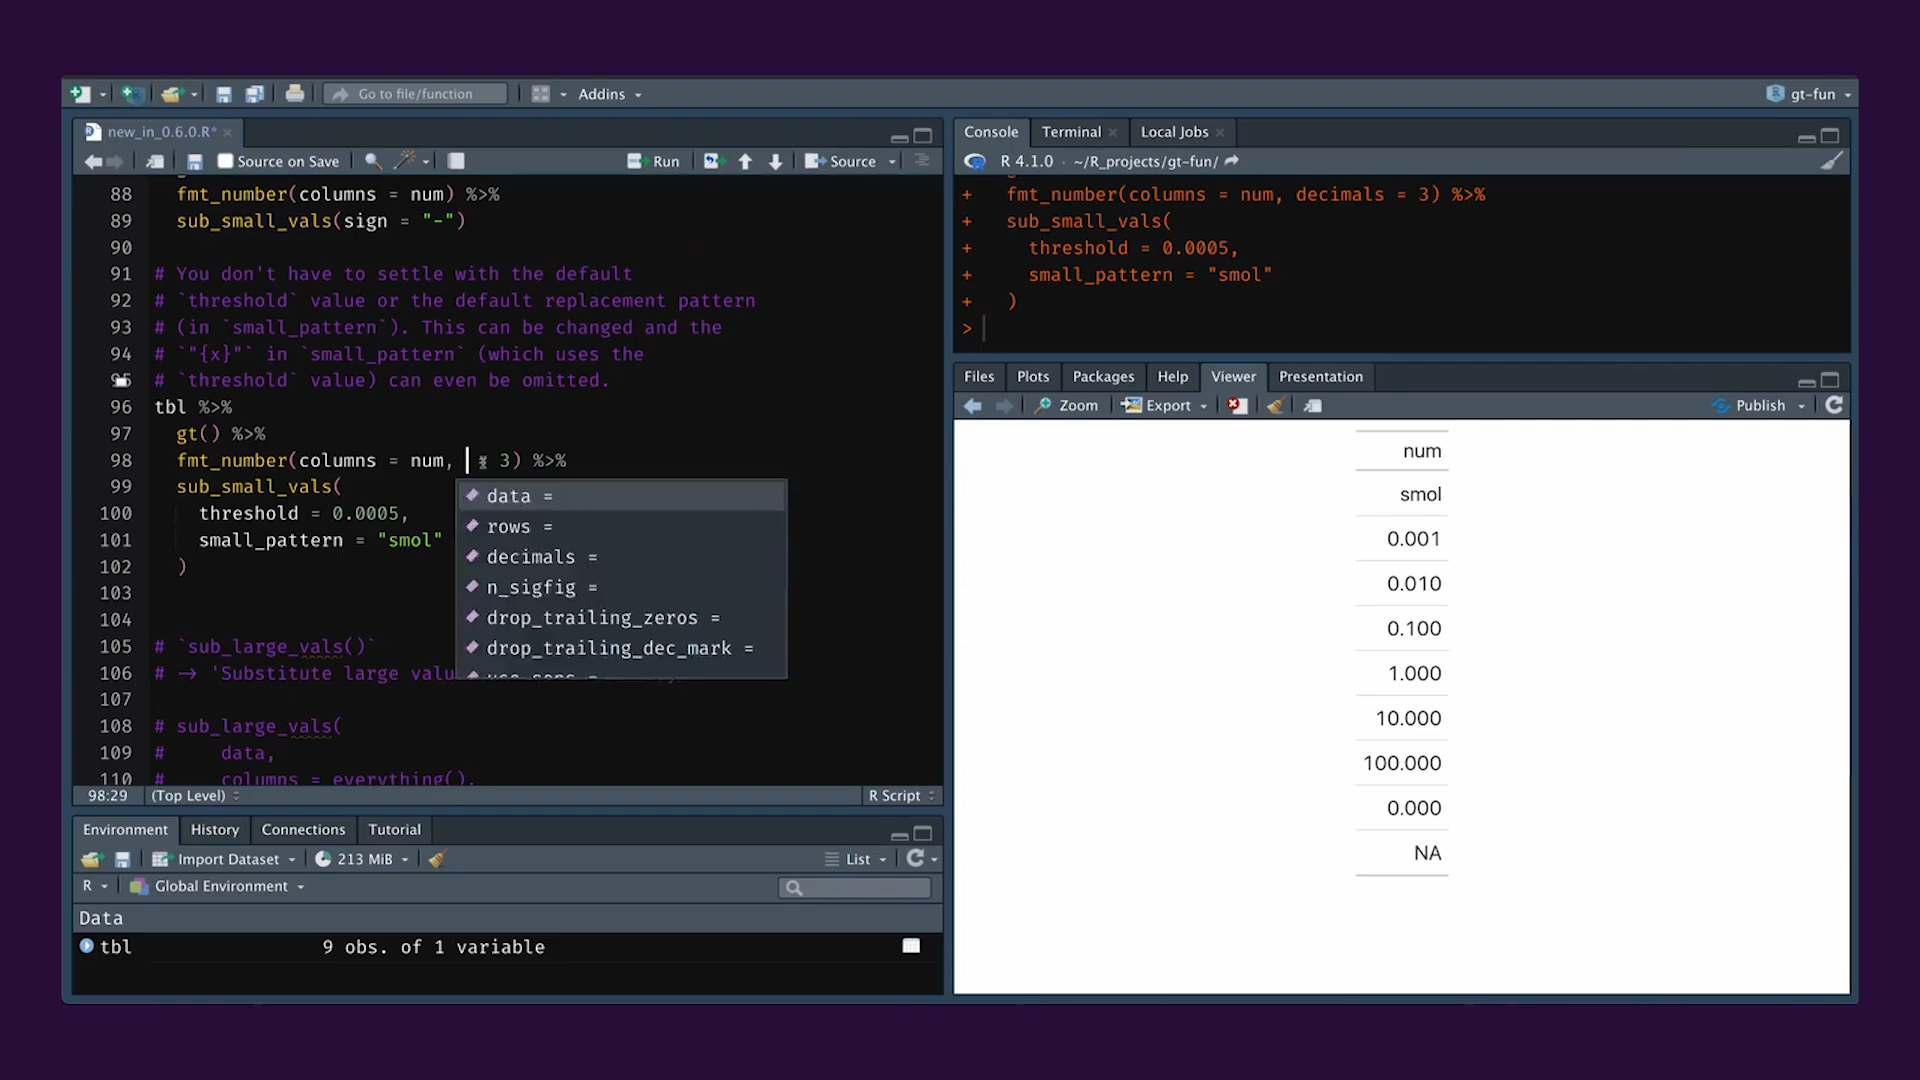 Go to file/function
Addins
gt-fun
new_in_0.6.0.R*
Source on Save
Run
Source
88 fmt_number(columns = num) %>%
89 sub_small_vals(sign = "-")
90
91 # You don't have to settle with the default
92 # `threshold` value or the default replacement pattern
93 # (in `small_pattern`). This can be changed and the
94 # `"{x}"` in `small_pattern` (which uses the
95 # `threshold` value) can even be omitted.
96 tbl %>%
97 gt() %>%
98 fmt_number(columns = num, = 3) %>%
99 sub_small_vals(
100 threshold = 0.0005,
101 small_pattern = "smol"
102 )
103
104
105 # `sub_large_vals()`
106 # -> 'Substitute large valu
107
108 # sub_large_vals(
109 # data,
110 # columns = everything(),
data =
rows =
decimals =
n_sigfig =
drop_trailing_zeros =
drop_trailing_dec_mark =
use_seps =
98:29 (Top Level) R Script
Environment History Connections Tutorial
Import Dataset 213 MiB List
R Global Environment
Data
tbl 9 obs. of 1 variable
Console Terminal Local Jobs
R 4.1.0 · ~/R_projects/gt-fun/
+ fmt_number(columns = num, decimals = 3) %>%
+ sub_small_vals(
+ threshold = 0.0005,
+ small_pattern = "smol"
+ )
>
Files Plots Packages Help Viewer Presentation
Zoom Export Publish
num
smol
0.001
0.010
0.100
1.000
10.000
100.000
0.000
NA